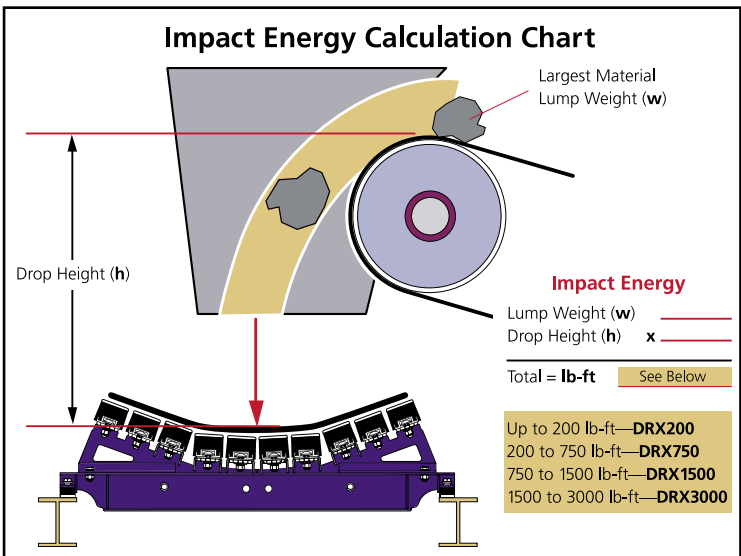 Impact Energy Calculation Chart
Largest Material
Lump Weight (w)
Drop Height (h)
Impact Energy
Lump Weight (w)
Drop Height (h) x
Total = lb-ft See Below
Up to 200 lb-ft—DRX200
200 to 750 lb-ft—DRX750
750 to 1500 lb-ft—DRX1500
1500 to 3000 lb-ft—DRX3000